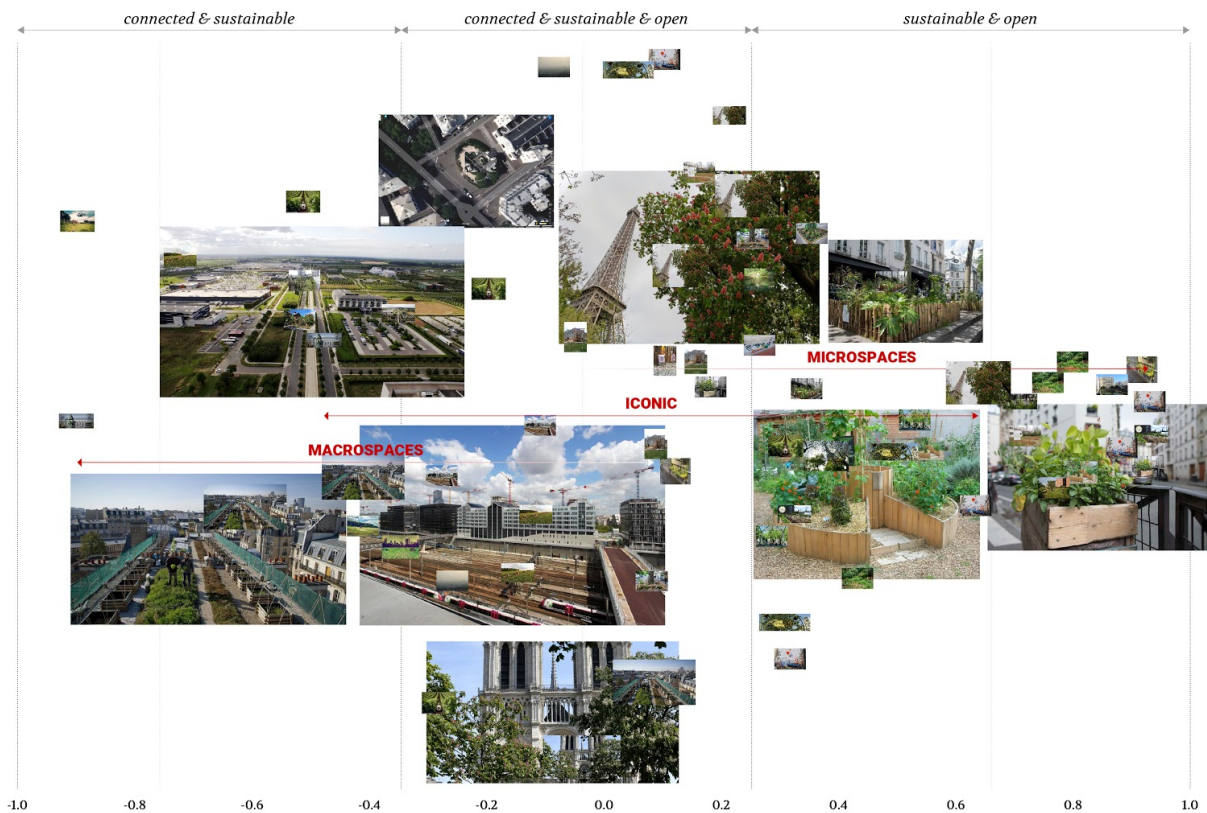 connected & sustainable
connected & sustainable & open
sustainable & open
MICROSPACES
ICONIC
MACROSPACES
-1.0
-0.8
-0.6
-0.4
-0.2
0.0
0.2
0.4
0.6
0.8
1.0